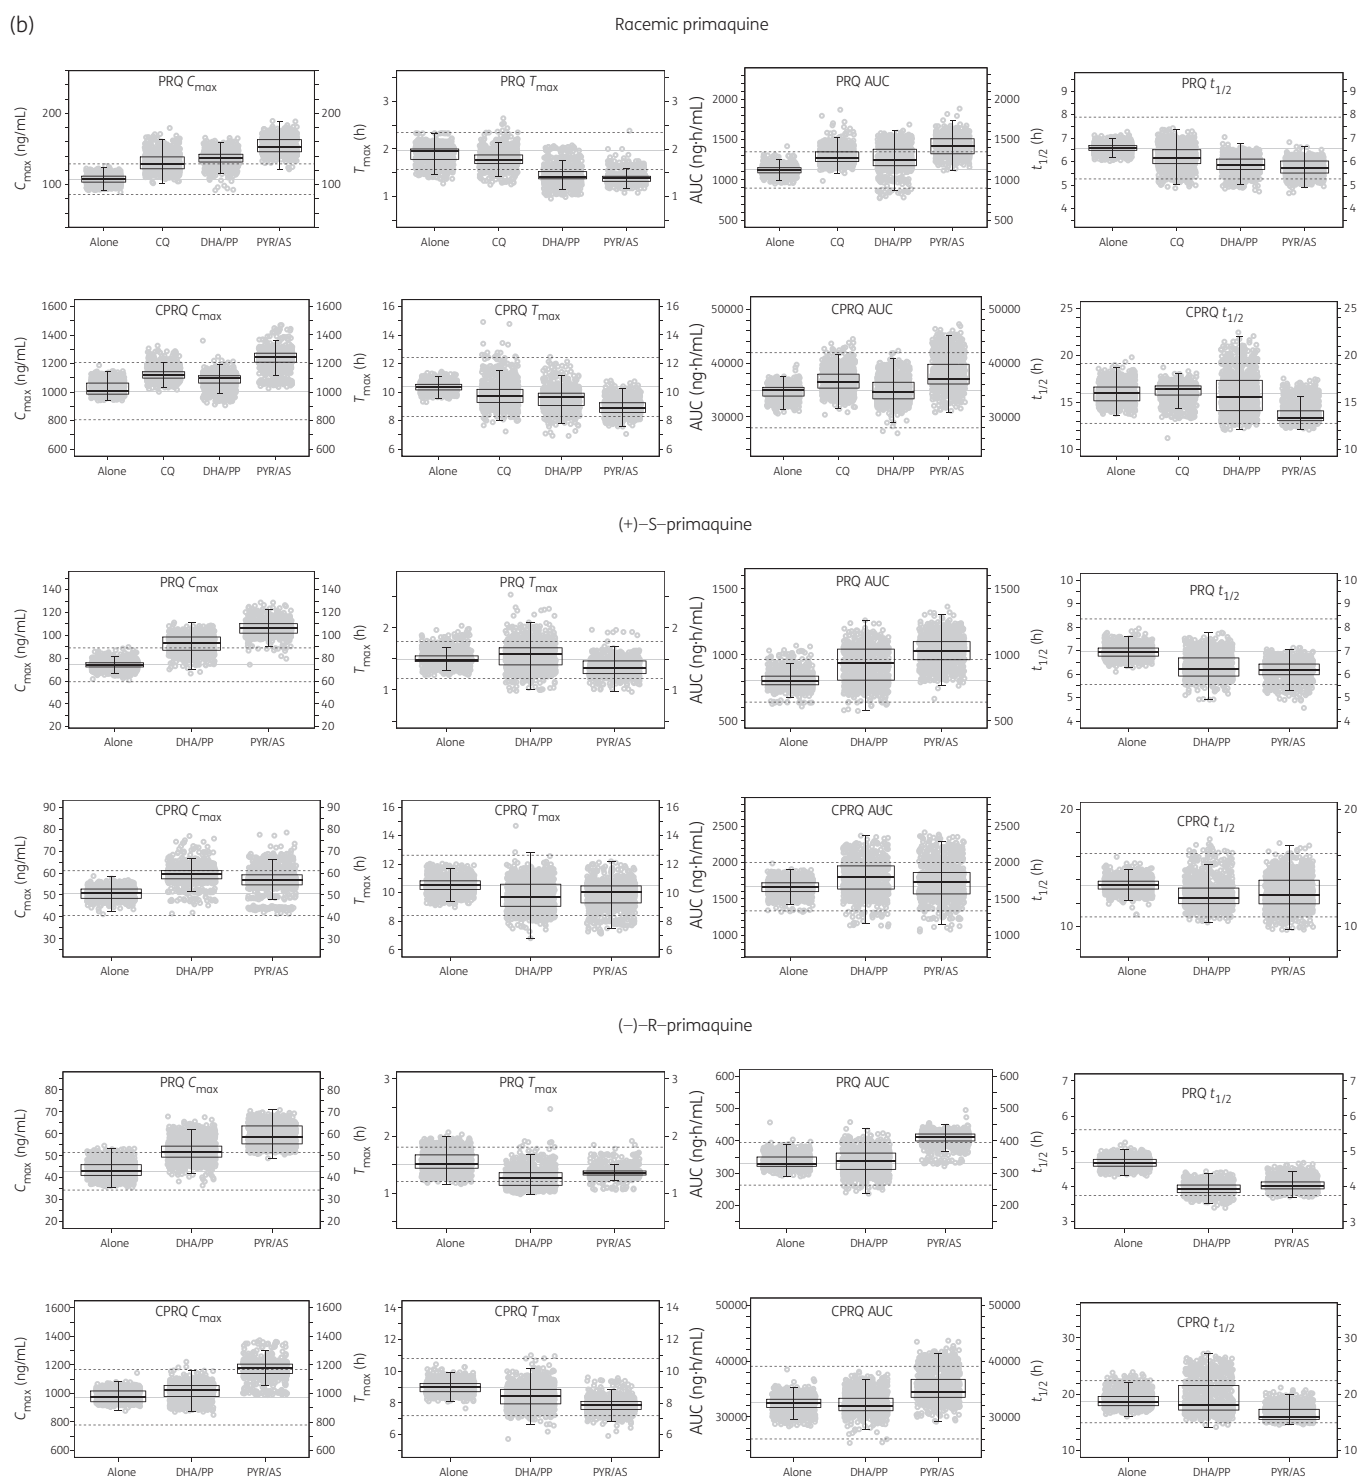 (b)
Racemic primaquine
PRQ Cmax
Cmax (ng/mL)
200
100
200
100
Alone
CQ
DHA/PP
PYR/AS
PRQ Tmax
Tmax (h)
3
2
1
3
2
1
Alone
CQ
DHA/PP
PYR/AS
PRQ AUC
AUC (ng·h/mL)
2000
1500
1000
500
2000
1500
1000
500
Alone
CQ
DHA/PP
PYR/AS
PRQ t1/2
t1/2 (h)
9
8
7
6
5
4
9
8
7
6
5
4
Alone
CQ
DHA/PP
PYR/AS
CPRQ Cmax
Cmax (ng/mL)
1600
1400
1200
1000
800
600
1600
1400
1200
1000
800
600
Alone
CQ
DHA/PP
PYR/AS
CPRQ Tmax
Tmax (h)
16
14
12
10
8
6
16
14
12
10
8
6
Alone
CQ
DHA/PP
PYR/AS
CPRQ AUC
AUC (ng·h/mL)
50000
40000
30000
50000
40000
30000
Alone
CQ
DHA/PP
PYR/AS
CPRQ t1/2
t1/2 (h)
25
20
15
10
25
20
15
10
Alone
CQ
DHA/PP
PYR/AS
(+)–S–primaquine
PRQ Cmax
Cmax (ng/mL)
140
120
100
80
60
40
20
140
120
100
80
60
40
20
Alone
DHA/PP
PYR/AS
PRQ Tmax
Tmax (h)
2
1
2
1
Alone
DHA/PP
PYR/AS
PRQ AUC
AUC (ng·h/mL)
1500
1000
500
1500
1000
500
Alone
DHA/PP
PYR/AS
PRQ t1/2
t1/2 (h)
10
9
8
7
6
5
4
10
9
8
7
6
5
4
Alone
DHA/PP
PYR/AS
CPRQ Cmax
Cmax (ng/mL)
90
80
70
60
50
40
30
90
80
70
60
50
40
30
Alone
DHA/PP
PYR/AS
CPRQ Tmax
Tmax (h)
16
14
12
10
8
6
16
14
12
10
8
6
Alone
DHA/PP
PYR/AS
CPRQ AUC
AUC (ng·h/mL)
2500
2000
1500
1000
2500
2000
1500
1000
Alone
DHA/PP
PYR/AS
CPRQ t1/2
t1/2 (h)
20
10
20
10
Alone
DHA/PP
PYR/AS
(–)–R–primaquine
PRQ Cmax
Cmax (ng/mL)
80
70
60
50
40
30
20
80
70
60
50
40
30
20
Alone
DHA/PP
PYR/AS
PRQ Tmax
Tmax (h)
3
2
1
3
2
1
Alone
DHA/PP
PYR/AS
PRQ AUC
AUC (ng·h/mL)
600
500
400
300
200
600
500
400
300
200
Alone
DHA/PP
PYR/AS
PRQ t1/2
t1/2 (h)
7
6
5
4
3
7
6
5
4
3
Alone
DHA/PP
PYR/AS
CPRQ Cmax
Cmax (ng/mL)
1600
1400
1200
1000
800
600
1600
1400
1200
1000
800
600
Alone
DHA/PP
PYR/AS
CPRQ Tmax
Tmax (h)
14
12
10
8
6
14
12
10
8
6
Alone
DHA/PP
PYR/AS
CPRQ AUC
AUC (ng·h/mL)
50000
40000
30000
50000
40000
30000
Alone
DHA/PP
PYR/AS
CPRQ t1/2
t1/2 (h)
30
20
10
30
20
10
Alone
DHA/PP
PYR/AS